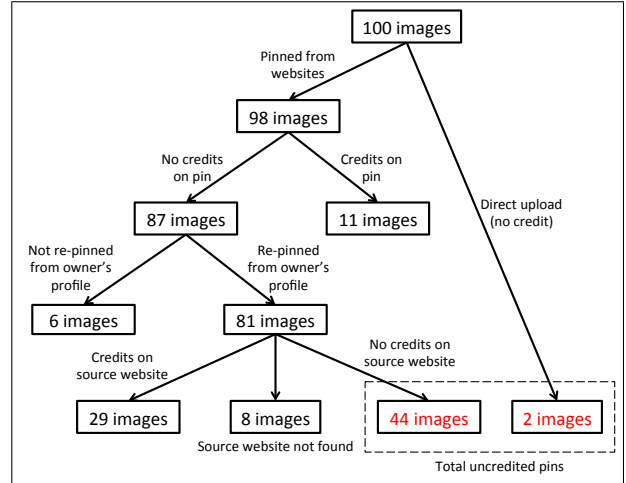 100 images
Pinned from
websites
98 images
No credits
on pin
Credits on
pin
Direct upload
(no credit)
87 images
11 images
Not re-pinned
from owner's
profile
Re-pinned
from owner's
profile
6 images
81 images
Credits on
source website
No credits on
source website
29 images
8 images
44 images
2 images
Source website not found
Total uncredited pins